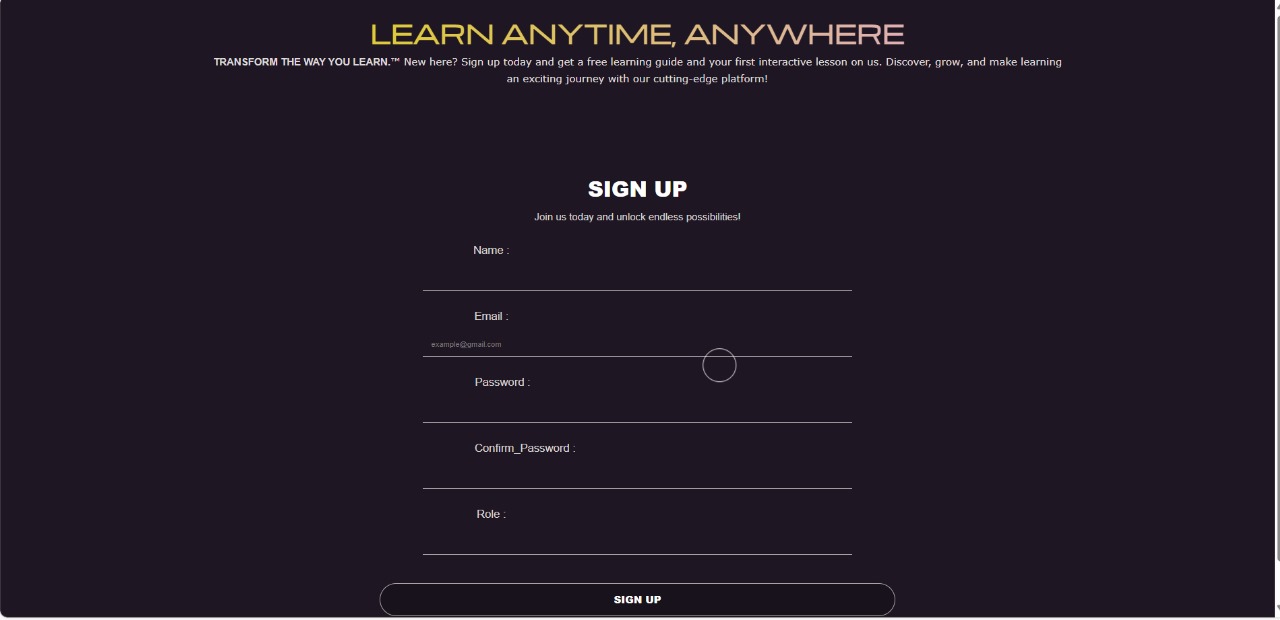 LEARN ANYTIME, ANYWHERE
TRANSFORM THE WAY YOU LEARN.™ New here? Sign up today and get a free learning guide and your first interactive lesson on us. Discover, grow, and make learning
an exciting journey with our cutting-edge platform!
SIGN UP
Join us today and unlock endless possibilities!
Name :
Email :
example@gmail.com
Password :
Confirm_Password :
Role :
SIGN UP